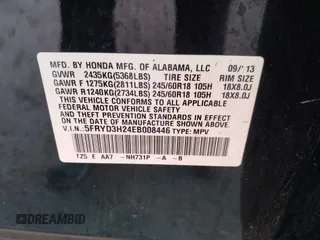 MFD. BY HONDA MFG. OF ALABAMA, LLC 09/'13
GVWR 2435KG(5368LBS) TIRE SIZE RIM SIZE
GAWR F 1275KG(2811LBS) 245/60R18 105H 18X8.0J
GAWR R1240KG(2734LBS) 245/60R18 105H 18X8.0J
THIS VEHICLE CONFORMS TO ALL APPLICABLE FEDERAL
MOTOR VEHICLE SAFETY AND THEFT PREVENTION STANDARDS
IN EFFECT ON THE DATE OF MANUFACTURE SHOWN ABOVE.
V.I.N.:5FRYD3H24EB008446 TYPE: MPV
TZ5 E AA7 -NH731P -A -B
DREAMBID